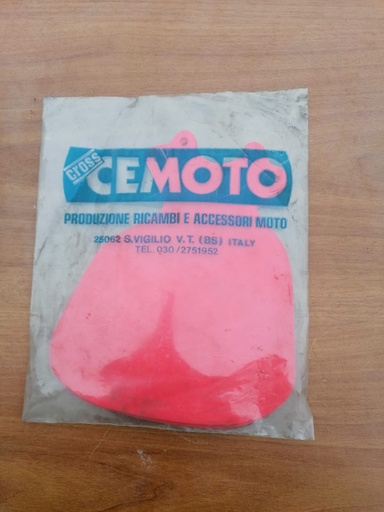 cross
CEMOTO
PRODUZIONE RICAMBI E ACCESSORI MOTO
25062 S.VIGILIO V.T. (BS) ITALY
TEL. 030/2751952